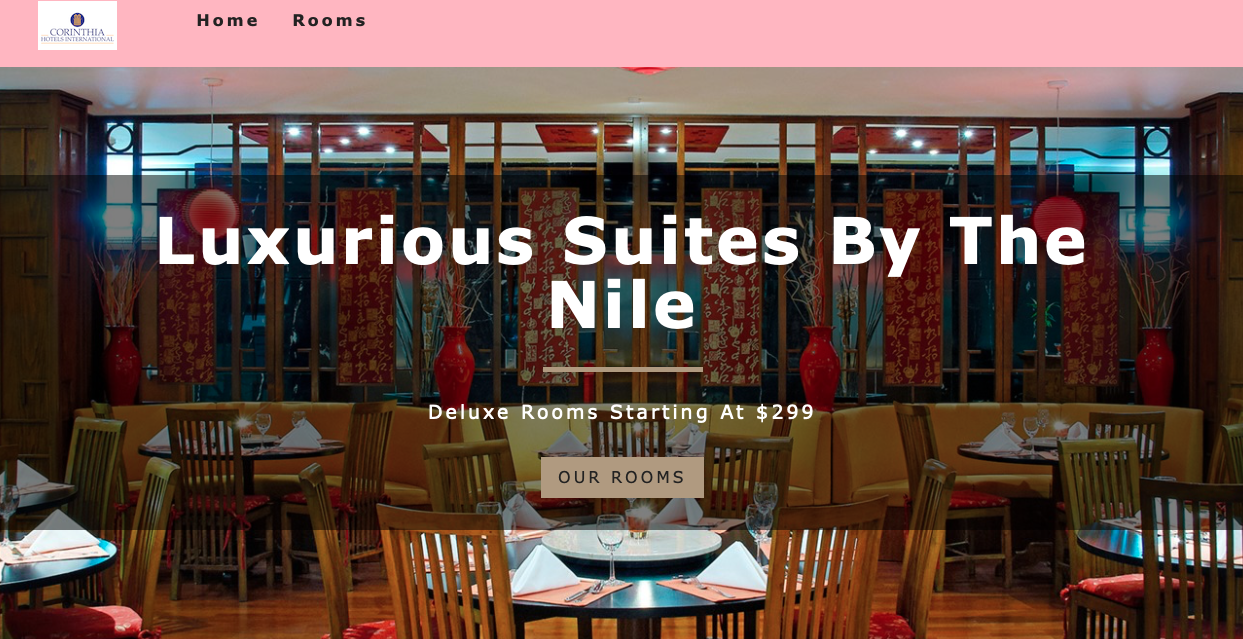 CORINTHIA
HOTELS INTERNATIONAL
Home Rooms
Luxurious Suites By The
Nile
Deluxe Rooms Starting At $299
OUR ROOMS